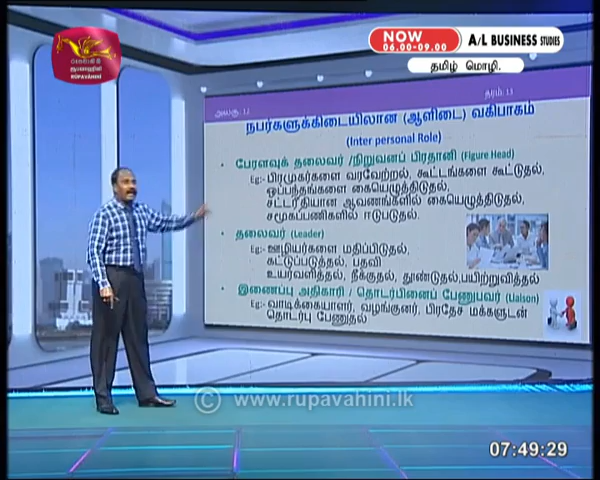 NOW
06.00-09.00
A/L BUSINESS STUDIES
தமிழ் மொழி.
அலகு: 12
தரம்: 13
நபர்களுக்கிடையிலான (ஆளிடை) வகிபாகம்
(Inter personal Role)
• பேரளவுக் தலைவர் /நிறுவனப் பிரதானி (Figure Head)
Eg:- பிரமுகர்களை வரவேற்றல், கூட்டங்களை கூட்டுதல்,
ஒப்பந்தங்களை கையெழுத்திடுதல்,
சட்டரீதியான ஆவணங்களில் கையெழுத்திடுதல்,
சமூகப்பணிகளில் ஈடுபடுதல்.
• தலைவர் (Leader)
Eg:- ஊழியர்களை மதிப்பிடுதல்,
கட்டுப்படுத்தல், பதவி
உயர்வளித்தல், நீக்குதல், தூண்டுதல்,பயிற்றுவித்தல்
• இணைப்பு அதிகாரி / தொடர்பினைப் பேணுபவர் (Liaison)
Eg:- வாடிக்கையாளர், வழங்குனர், பிரதேச மக்களுடன்
தொடர்பு பேணுதல்
© www.rupavahini.lk
07:49:29